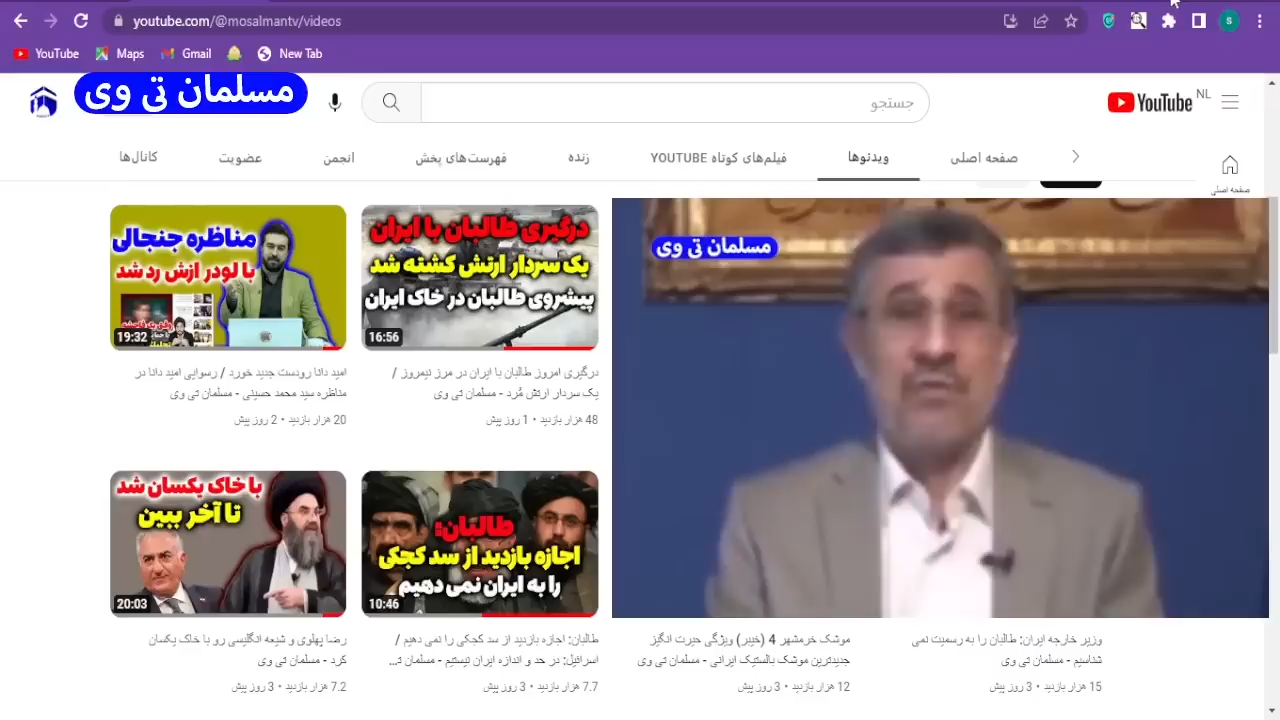 youtube.com/@mosalmantv/videos
YouTube
Maps
Gmail
New Tab
مسلمان تی وی
جستجو
YouTube NL
صفحه اصلی
ویدئوها
فیلم‌های کوتاه YOUTUBE
زنده
فهرست‌های پخش
انجمن
عضویت
کانال‌ها
صفحه اصلی
مسلمان تی وی
درگیری طالبان با ایران
یک سردار ارتش کشته شد
پیشروی طالبان در خاک ایران
16:56
درگیری امروز طالبان با ایران در مرز نیمروز /
یک سردار ارتش مُرد - مسلمان تی وی
48 هزار بازدید • 1 روز پیش
مناظره جنجالی
با لودر ازش رد شد
19:32
امید دانا رودست جدید خورد / رسوایی امید دانا در
مناظره سید محمد حسینی - مسلمان تی وی
20 هزار بازدید • 2 روز پیش
وزیر خارجه ایران: طالبان را به رسمیت نمی
شناسیم - مسلمان تی وی
15 هزار بازدید • 3 روز پیش
موشک خرمشهر 4 (خیبر) ویژگی حیرت انگیز
جدیدترین موشک بالستیک ایرانی - مسلمان تی وی
12 هزار بازدید • 3 روز پیش
طالبان:
اجازه بازدید از سد کجکی
را به ایران نمی دهیم
10:46
طالبان: اجازه بازدید از سد کجکی را نمی دهیم /
اسرائیل: در حد و اندازه ایران نیستیم - مسلمان تـ...
7.7 هزار بازدید • 3 روز پیش
با خاک یکسان شد
تا آخر ببین
20:03
رضا پهلوی و شیعه انگلیسی رو با خاک یکسان
کرد - مسلمان تی وی
7.2 هزار بازدید • 3 روز پیش